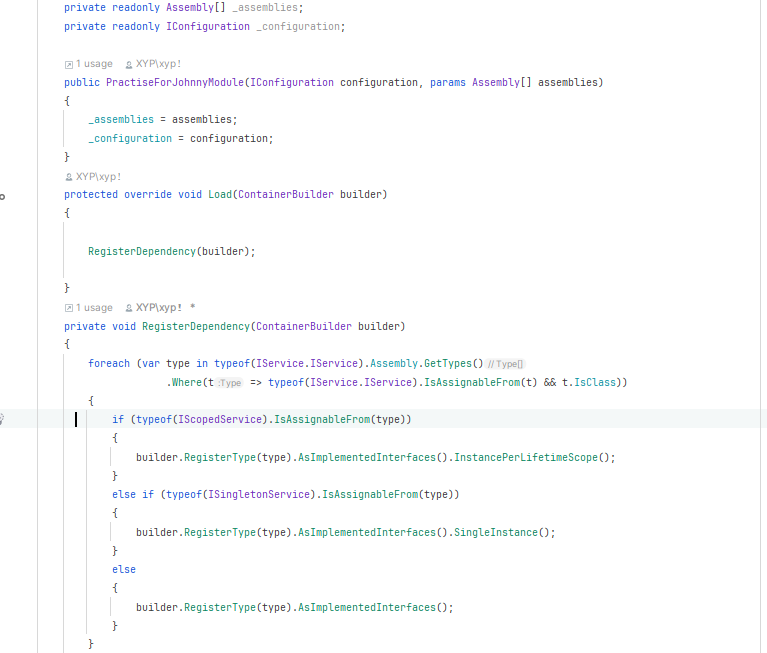 private readonly Assembly[] _assemblies;
private readonly IConfiguration _configuration;
1 usage XYP\xyp!
public PractiseForJohnnyModule(IConfiguration configuration, params Assembly[] assemblies)
{
_assemblies = assemblies;
_configuration = configuration;
}
XYP\xyp!
protected override void Load(ContainerBuilder builder)
{
RegisterDependency(builder);
}
1 usage XYP\xyp! *
private void RegisterDependency(ContainerBuilder builder)
{
foreach (var type in typeof(IService.IService).Assembly.GetTypes() // Type[]
.Where(t :Type => typeof(IService.IService).IsAssignableFrom(t) && t.IsClass))
{
if (typeof(IScopedService).IsAssignableFrom(type))
{
builder.RegisterType(type).AsImplementedInterfaces().InstancePerLifetimeScope();
}
else if (typeof(ISingletonService).IsAssignableFrom(type))
{
builder.RegisterType(type).AsImplementedInterfaces().SingleInstance();
}
else
{
builder.RegisterType(type).AsImplementedInterfaces();
}
}